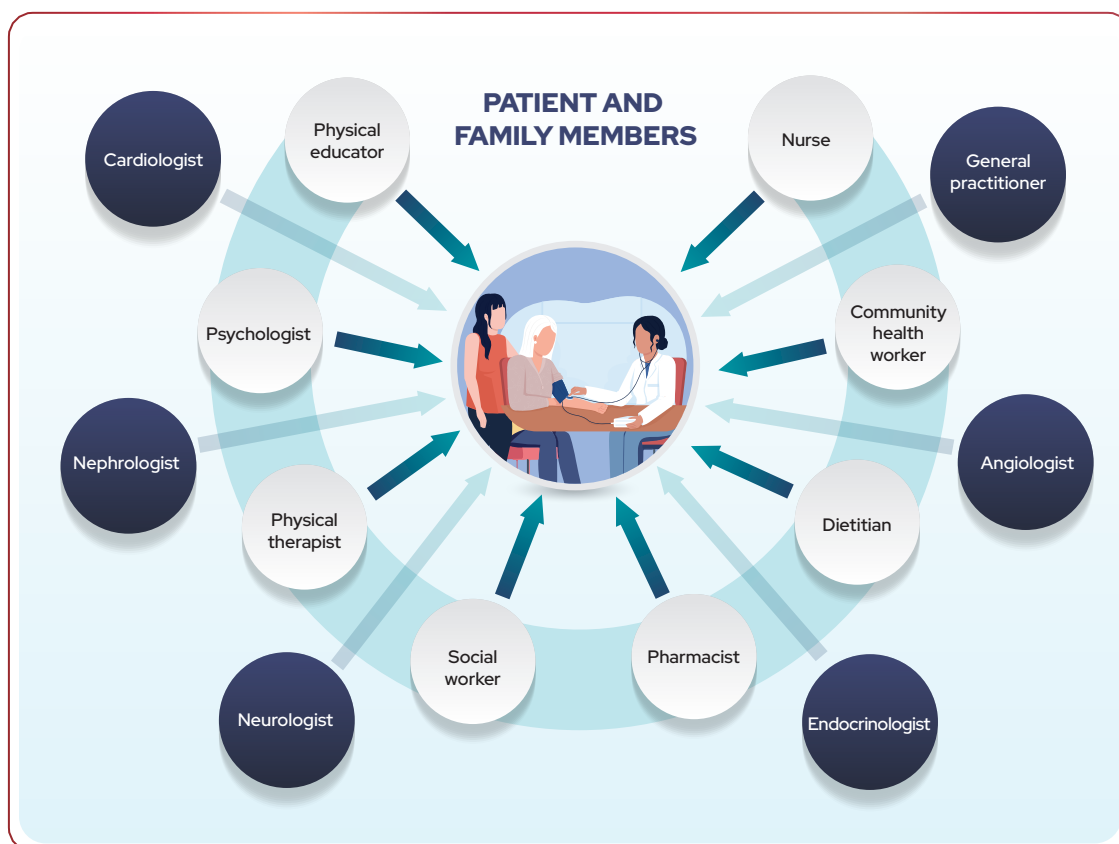 PATIENT AND
FAMILY MEMBERS
Cardiologist
Physical
educator
Nurse
General
practitioner
Psychologist
Community
health
worker
Nephrologist
Angiologist
Physical
therapist
Dietitian
Social
worker
Pharmacist
Neurologist
Endocrinologist